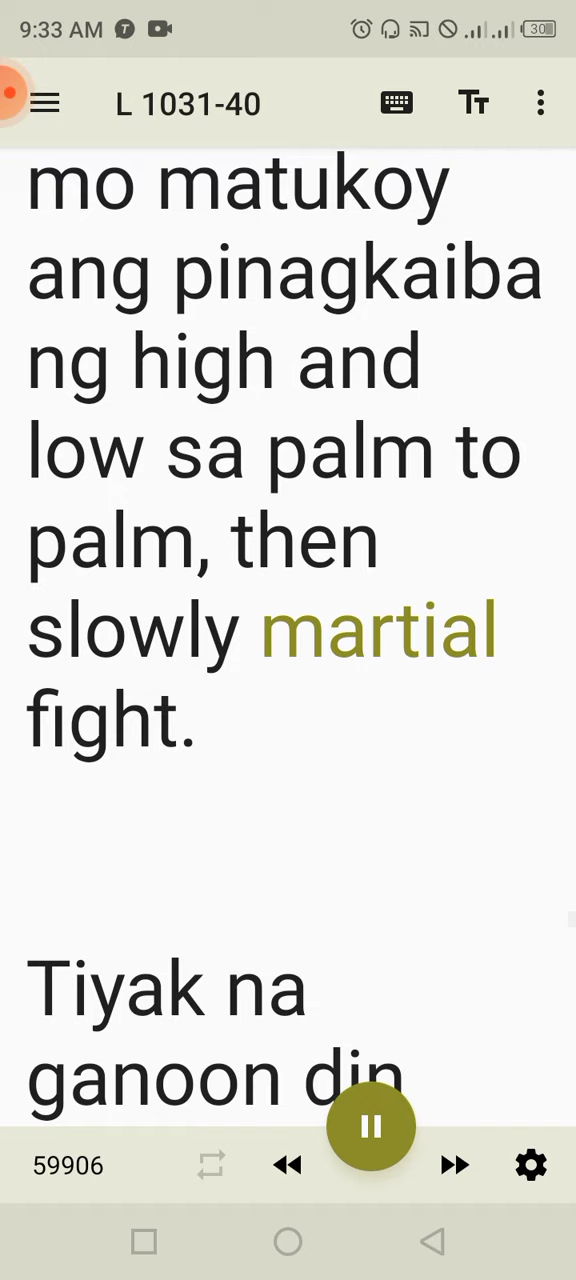 9:33 AM
30
L 1031-40
mo matukoy
ang pinagkaiba
ng high and
low sa palm to
palm, then
slowly martial
fight.
Tiyak na
ganoon din
59906